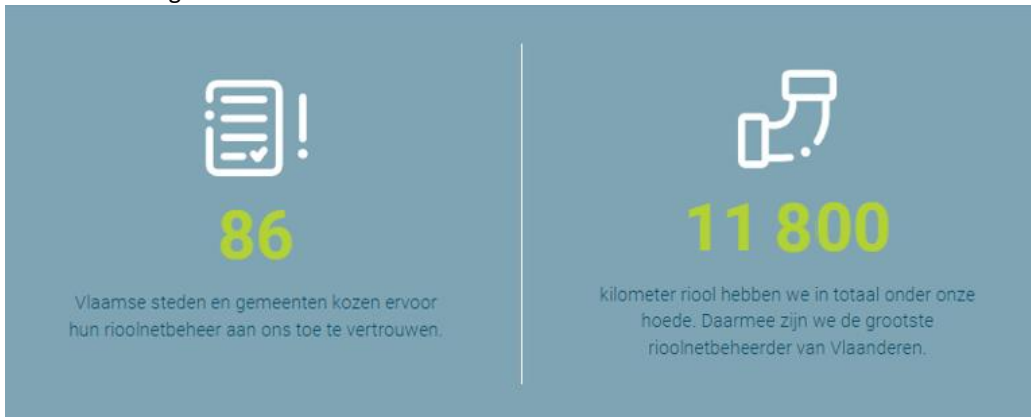 86
Vlaamse steden en gemeenten kozen ervoor
hun rioolnetbeheer aan ons toe te vertrouwen.
11 800
kilometer riool hebben we in totaal onder onze
hoede. Daarmee zijn we de grootste
rioolnetbeheerder van Vlaanderen.